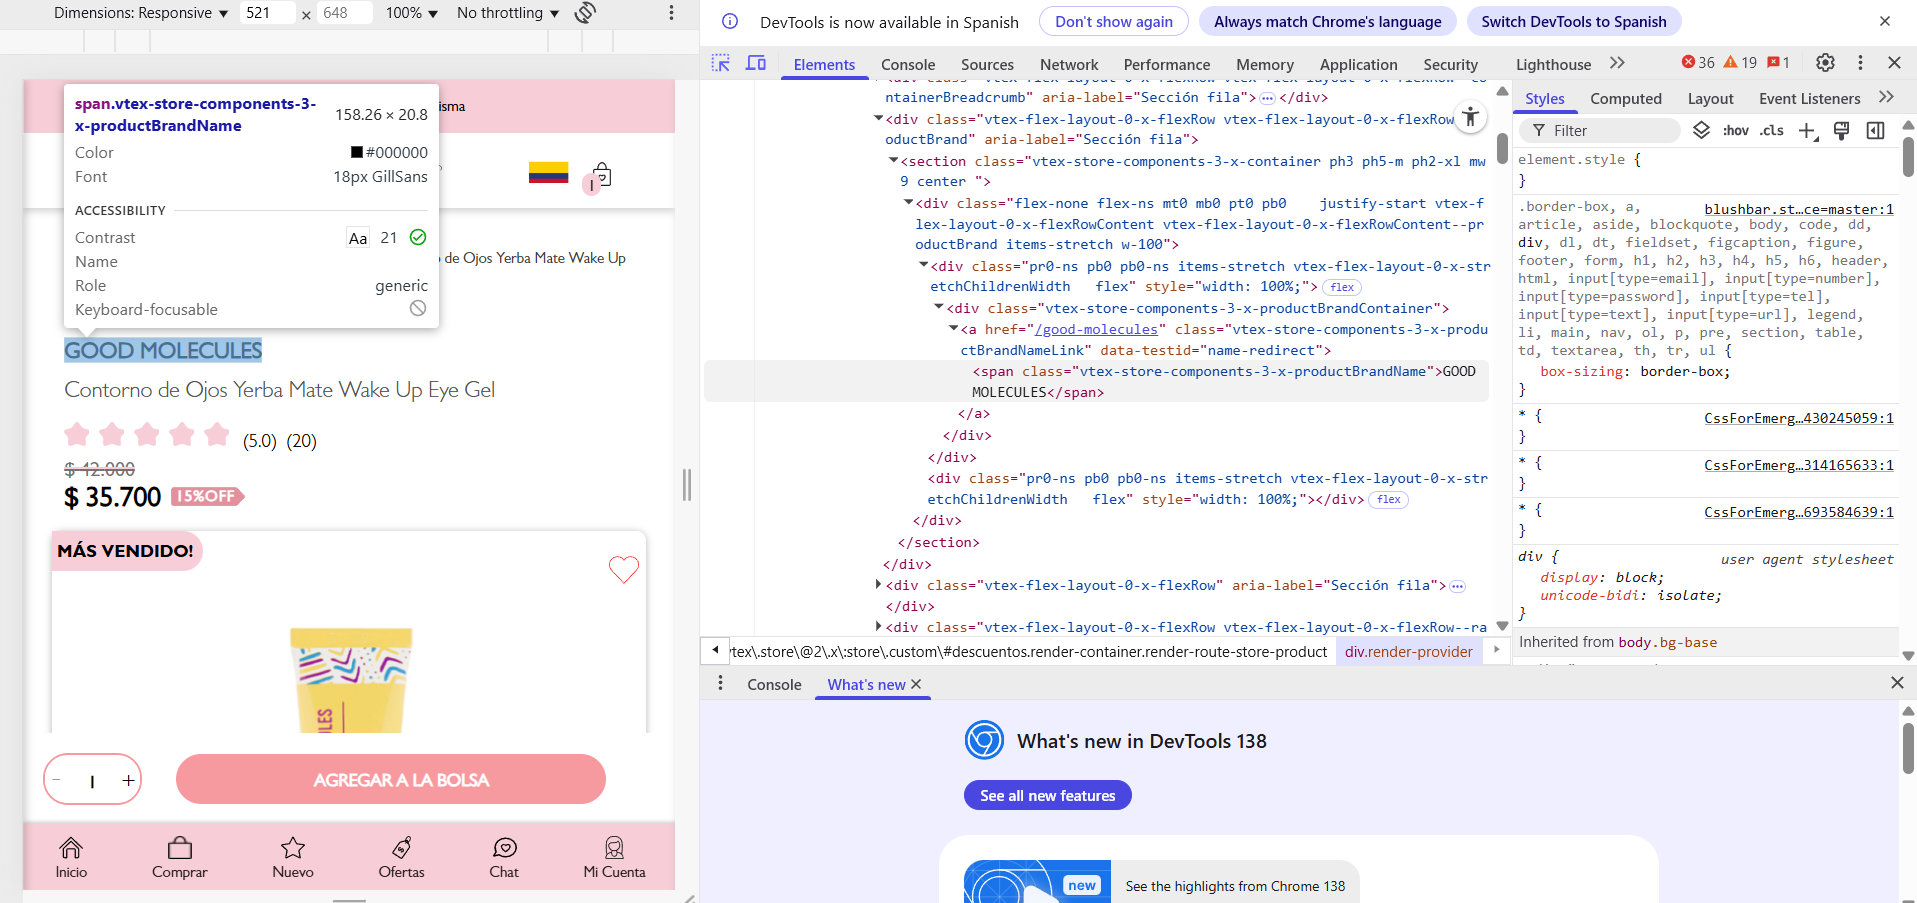 Dimensions: Responsive ▼ 521 × 648 100% ▼ No throttling ▼
isma
span.vtex-store-components-3-
x-productBrandName 158.26 × 20.8
Color #000000
Font 18px GillSans
ACCESSIBILITY
Contrast Aa 21
Name
Role generic
Keyboard-focusable
1
de Ojos Yerba Mate Wake Up
GOOD MOLECULES
Contorno de Ojos Yerba Mate Wake Up Eye Gel
(5.0) (20)
$ 42.000
$ 35.700 15%OFF
MÁS VENDIDO!
− 1 +
AGREGAR A LA BOLSA
Inicio Comprar Nuevo Ofertas Chat Mi Cuenta
DevTools is now available in Spanish Don't show again Always match Chrome's language Switch DevTools to Spanish ×
Elements Console Sources Network Performance Memory Application Security Lighthouse 36 19 1
ntainerBreadcrumb" aria-label="Sección fila"> ⋯ </div>
<div class="vtex-flex-layout-0-x-flexRow vtex-flex-layout-0-x-flexRow
oductBrand" aria-label="Sección fila">
<section class="vtex-store-components-3-x-container ph3 ph5-m ph2-xl mw
9 center ">
<div class="flex-none flex-ns mt0 mb0 pt0 pb0 justify-start vtex-f
lex-layout-0-x-flexRowContent vtex-flex-layout-0-x-flexRowContent--pr
oductBrand items-stretch w-100">
<div class="pr0-ns pb0 pb0-ns items-stretch vtex-flex-layout-0-x-str
etchChildrenWidth flex" style="width: 100%;"> flex
<div class="vtex-store-components-3-x-productBrandContainer">
<a href="/good-molecules" class="vtex-store-components-3-x-produ
ctBrandNameLink" data-testid="name-redirect">
<span class="vtex-store-components-3-x-productBrandName">GOOD
MOLECULES</span>
</a>
</div>
</div>
<div class="pr0-ns pb0 pb0-ns items-stretch vtex-flex-layout-0-x-str
etchChildrenWidth flex" style="width: 100%;"></div> flex
</div>
</section>
</div>
<div class="vtex-flex-layout-0-x-flexRow" aria-label="Sección fila"> ⋯
</div>
<div class="vtex-flex-layout-0-x-flexRow vtex-flex-layout-0-x-flexRow--ra
vtex\.store\@2\.x\:store\.custom\#descuentos.render-container.render-route-store-product div.render-provider
Styles Computed Layout Event Listeners
Filter :hov .cls
element.style {
}
.border-box, a, blushbar.st…ce=master:1
article, aside, blockquote, body, code, dd,
div, dl, dt, fieldset, figcaption, figure,
footer, form, h1, h2, h3, h4, h5, h6, header,
html, input[type=email], input[type=number],
input[type=password], input[type=tel],
input[type=text], input[type=url], legend,
li, main, nav, ol, p, pre, section, table,
td, textarea, th, tr, ul {
box-sizing: border-box;
}
* { CssForEmerg…430245059:1
}
* { CssForEmerg…314165633:1
}
* { CssForEmerg…693584639:1
}
div { user agent stylesheet
display: block;
unicode-bidi: isolate;
}
Inherited from body.bg-base
Console What's new ×
What's new in DevTools 138
See all new features
new
See the highlights from Chrome 138